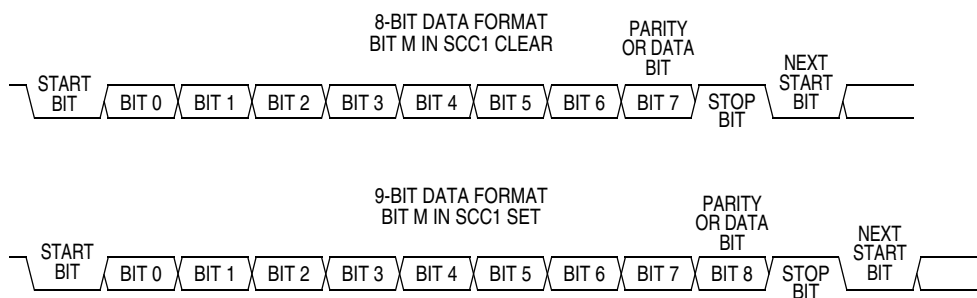 8-BIT DATA FORMAT
BIT M IN SCC1 CLEAR
PARITY
OR DATA
BIT
START
BIT
BIT 0 BIT 1 BIT 2 BIT 3 BIT 4 BIT 5 BIT 6 BIT 7
STOP
BIT
NEXT
START
BIT
9-BIT DATA FORMAT
BIT M IN SCC1 SET
PARITY
OR DATA
BIT
START
BIT
BIT 0 BIT 1 BIT 2 BIT 3 BIT 4 BIT 5 BIT 6 BIT 7 BIT 8
STOP
BIT
NEXT
START
BIT